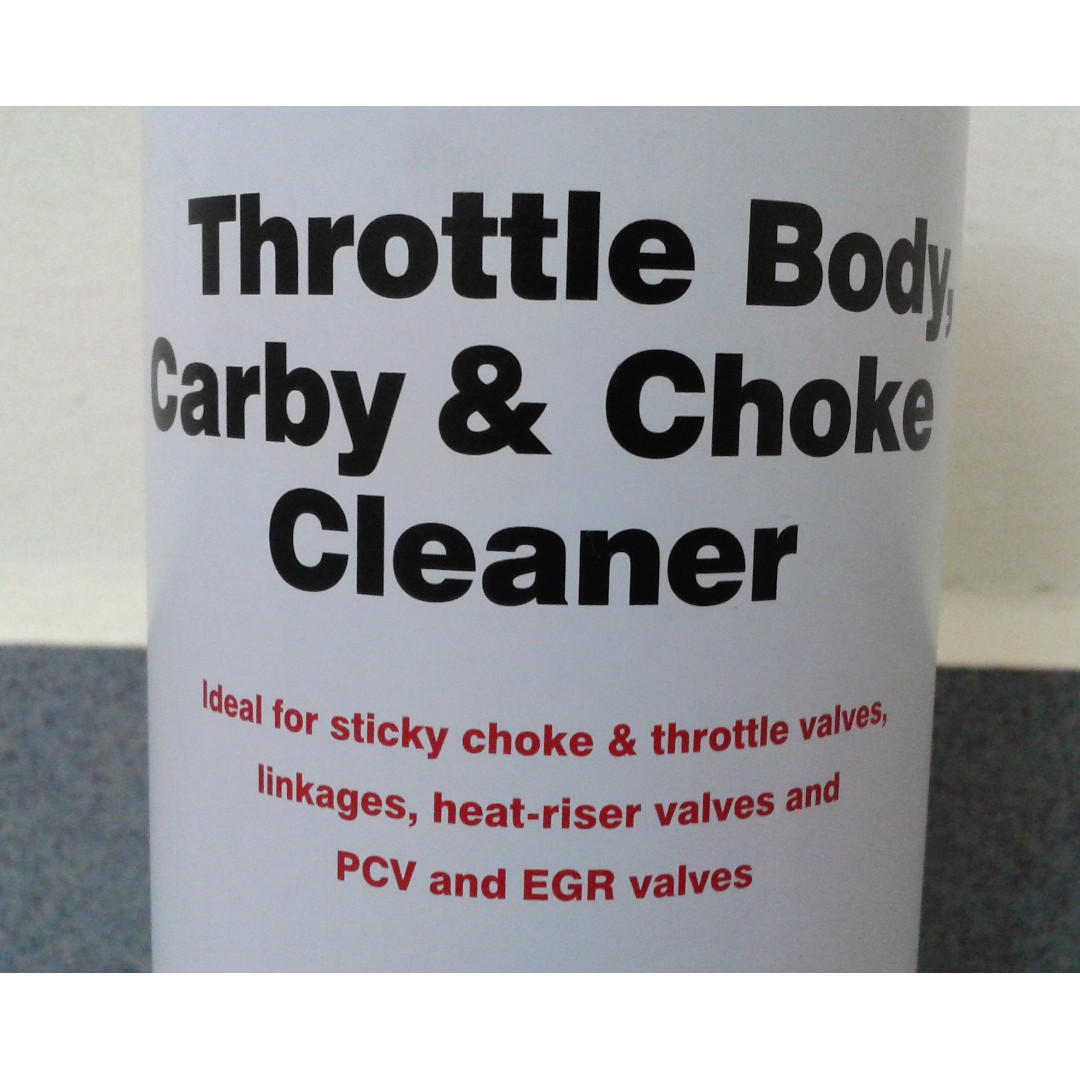 Throttle Body,
Carby & Choke
Cleaner
Ideal for sticky choke & throttle valves,
linkages, heat-riser valves and
PCV and EGR valves